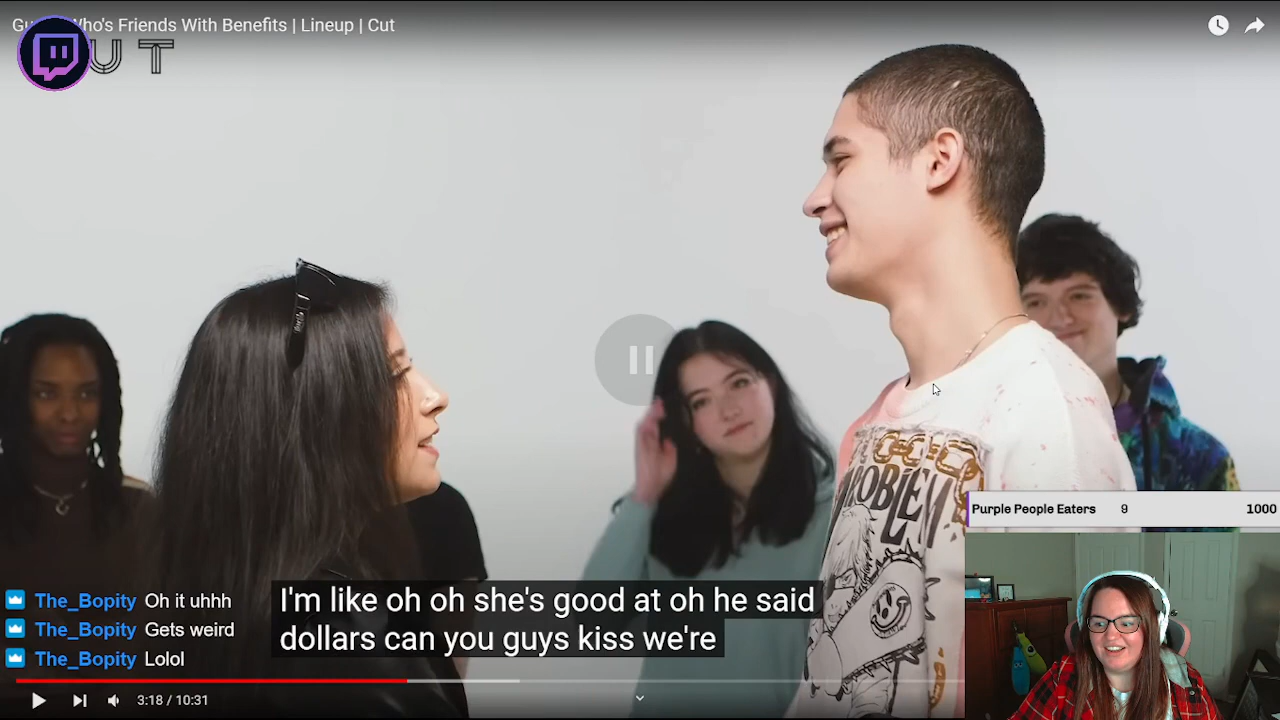 Who's Friends With Benefits | Lineup | Cut
UT
PROBLEM
Purple People Eaters 9 1000
The_Bopity Oh it uhhh
The_Bopity Gets weird
The_Bopity Lolol
I'm like oh oh she's good at oh he said
dollars can you guys kiss we're
3:18 / 10:31